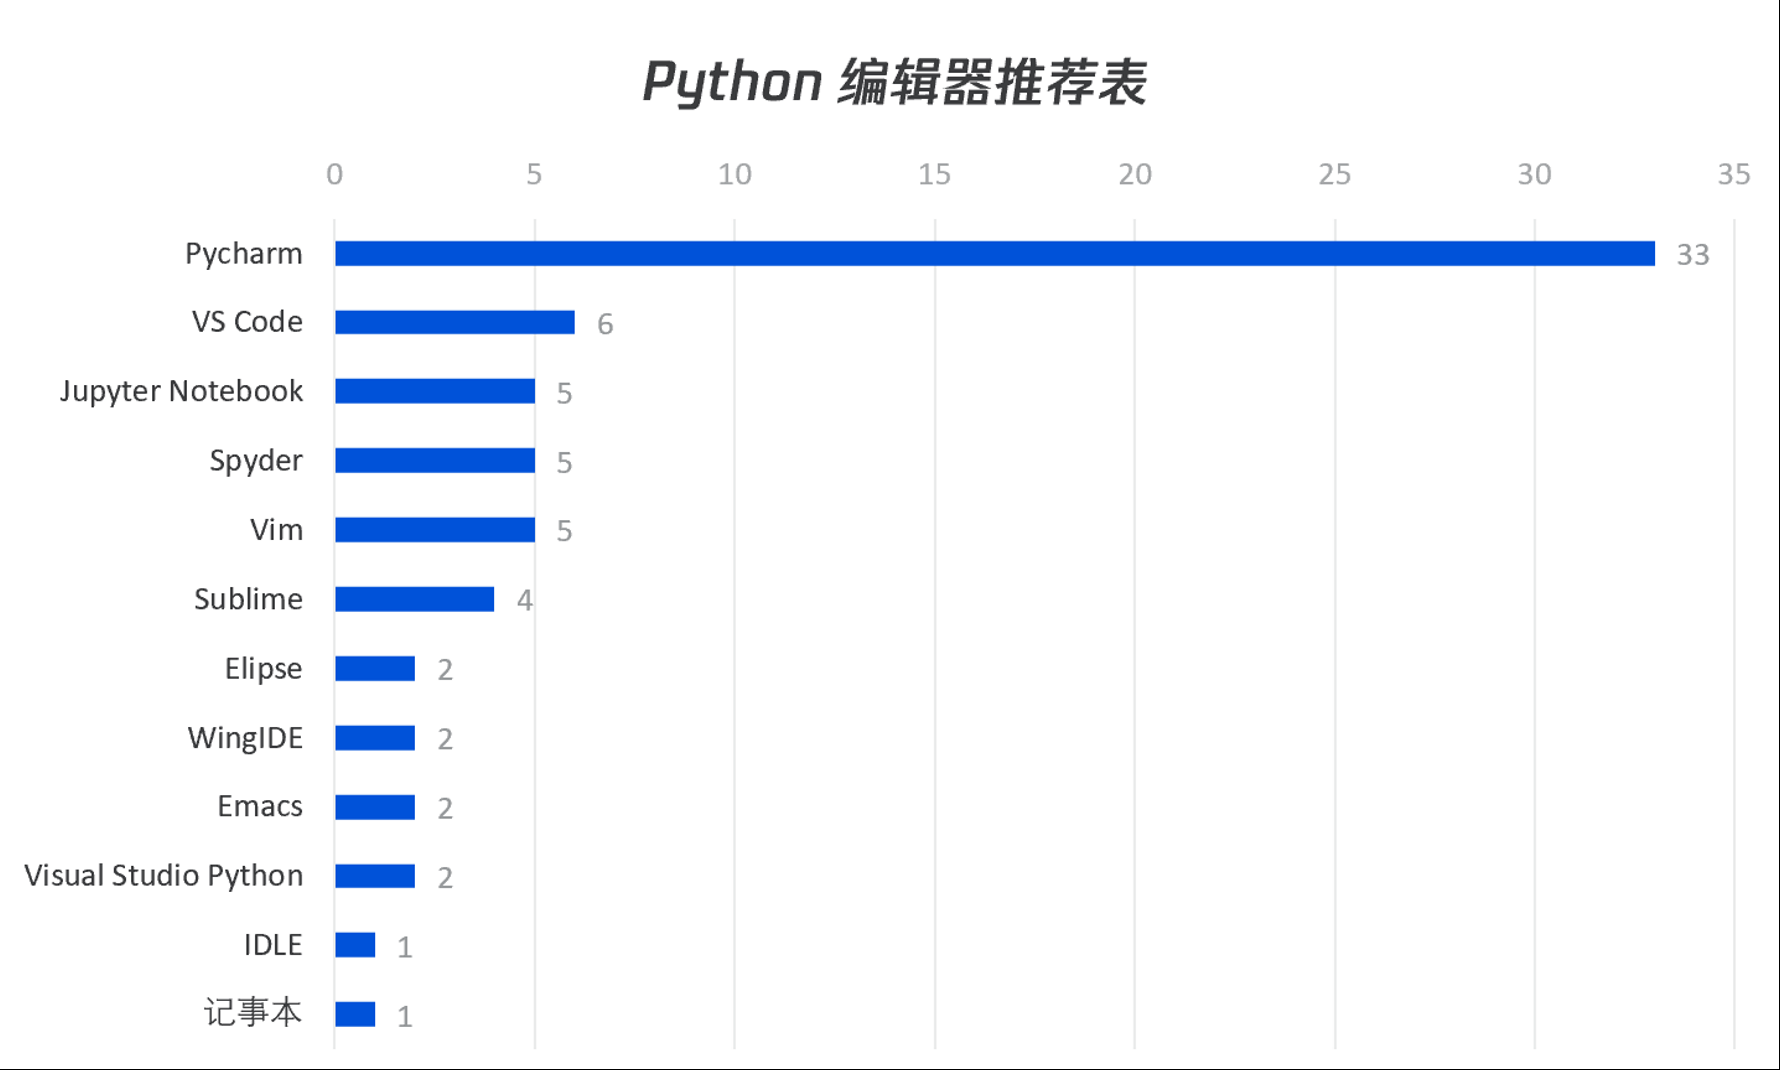 Python 编辑器推荐表
0 5 10 15 20 25 30 35
Pycharm 33
VS Code 6
Jupyter Notebook 5
Spyder 5
Vim 5
Sublime 4
Elipse 2
WingIDE 2
Emacs 2
Visual Studio Python 2
IDLE 1
记事本 1